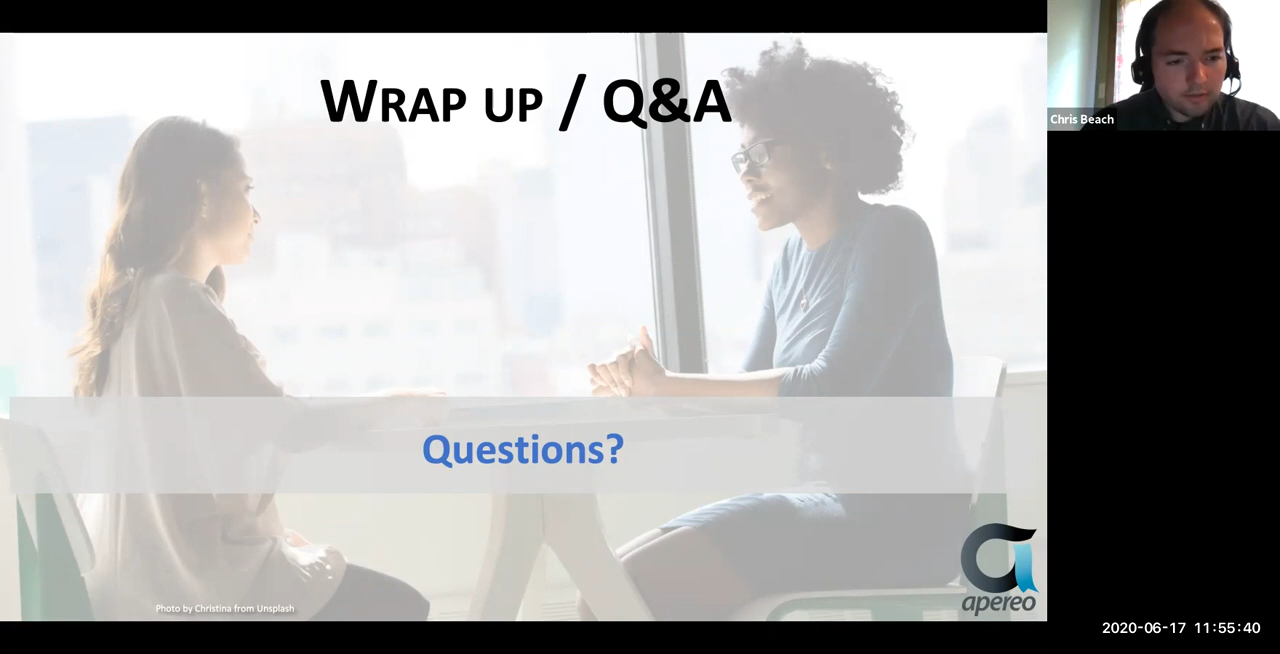 Wrap up / Q&A
Chris Beach
Questions?
Photo by Christina from Unsplash
apereo
2020-06-17 11:55:40